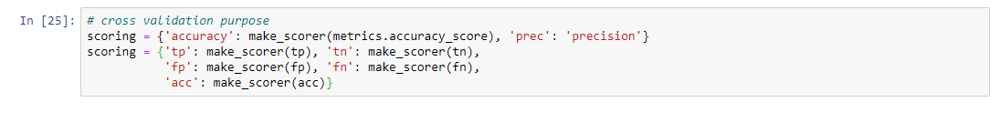 In [25]: # cross validation purpose
scoring = {'accuracy': make_scorer(metrics.accuracy_score), 'prec': 'precision'}
scoring = {'tp': make_scorer(tp), 'tn': make_scorer(tn),
           'fp': make_scorer(fp), 'fn': make_scorer(fn),
           'acc': make_scorer(acc)}